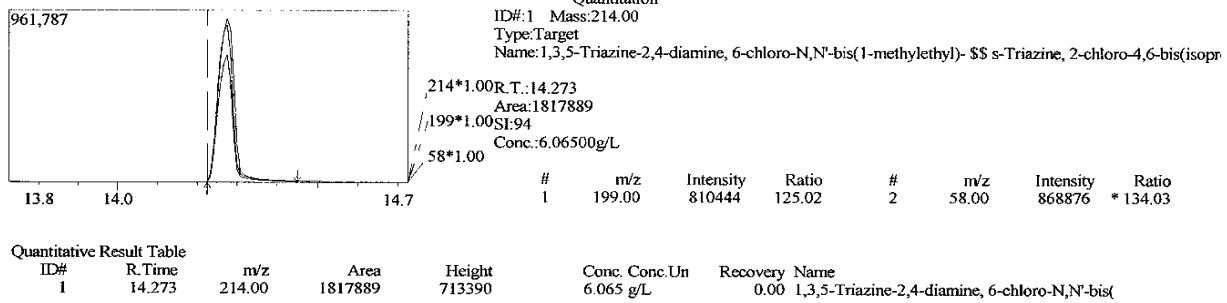 Quantitation
961,787
ID#:1 Mass:214.00
Type:Target
Name:1,3,5-Triazine-2,4-diamine, 6-chloro-N,N'-bis(1-methylethyl)- $$ s-Triazine, 2-chloro-4,6-bis(isopr
214*1.00
R.T.:14.273
Area:1817889
199*1.00
SI:94
Conc.:6.06500g/L
58*1.00
# m/z Intensity Ratio # m/z Intensity Ratio
1 199.00 810444 125.02 2 58.00 868876 * 134.03
13.8 14.0 14.7
Quantitative Result Table
ID# R.Time m/z Area Height Conc. Conc.Un Recovery Name
1 14.273 214.00 1817889 713390 6.065 g/L 0.00 1,3,5-Triazine-2,4-diamine, 6-chloro-N,N'-bis(